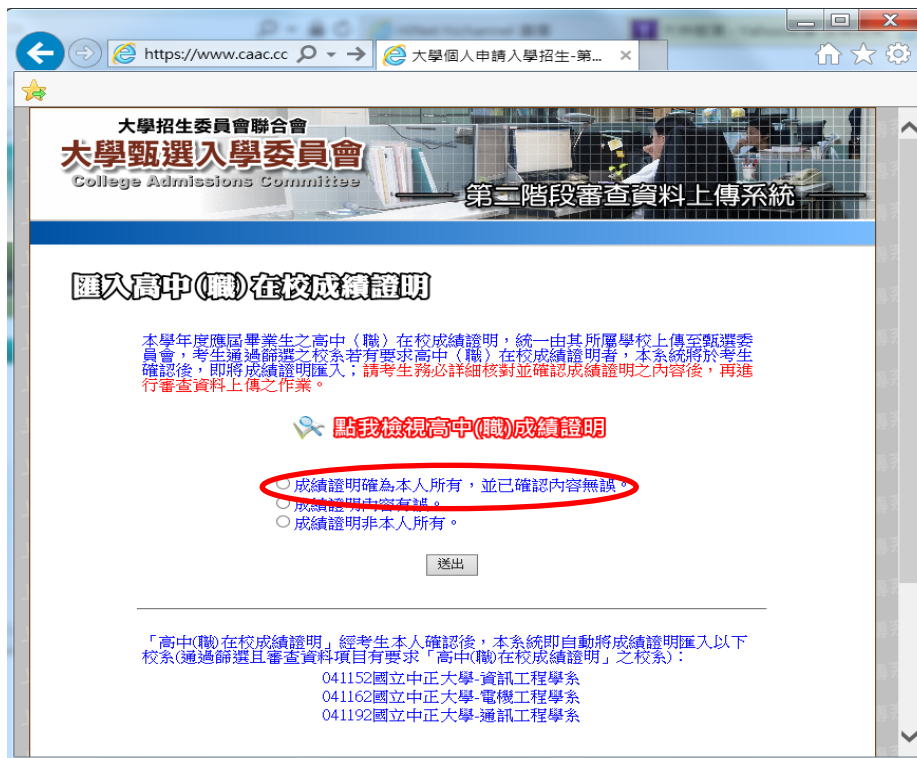 https://www.caac.cc
大學個人申請入學招生-第...
大學招生委員會聯合會
大學甄選入學委員會
College Admissions Committee
第二階段審查資料上傳系統
匯入高中(職)在校成績證明
本學年度應屆畢業生之高中（職）在校成績證明，統一由其所屬學校上傳至甄選委
員會，考生通過篩選之校系若有要求高中（職）在校成績證明者，本系統將於考生
確認後，即將成績證明匯入；請考生務必詳細核對並確認成績證明之內容後，再進
行審查資料上傳之作業。
點我檢視高中(職)成績證明
成績證明確為本人所有，並已確認內容無誤。
成績證明內容有誤。
成績證明非本人所有。
送出
「高中(職)在校成績證明」經考生本人確認後，本系統即自動將成績證明匯入以下
校系(通過篩選且審查資料項目有要求「高中(職)在校成績證明」之校系)：
041152國立中正大學-資訊工程學系
041162國立中正大學-電機工程學系
041192國立中正大學-通訊工程學系